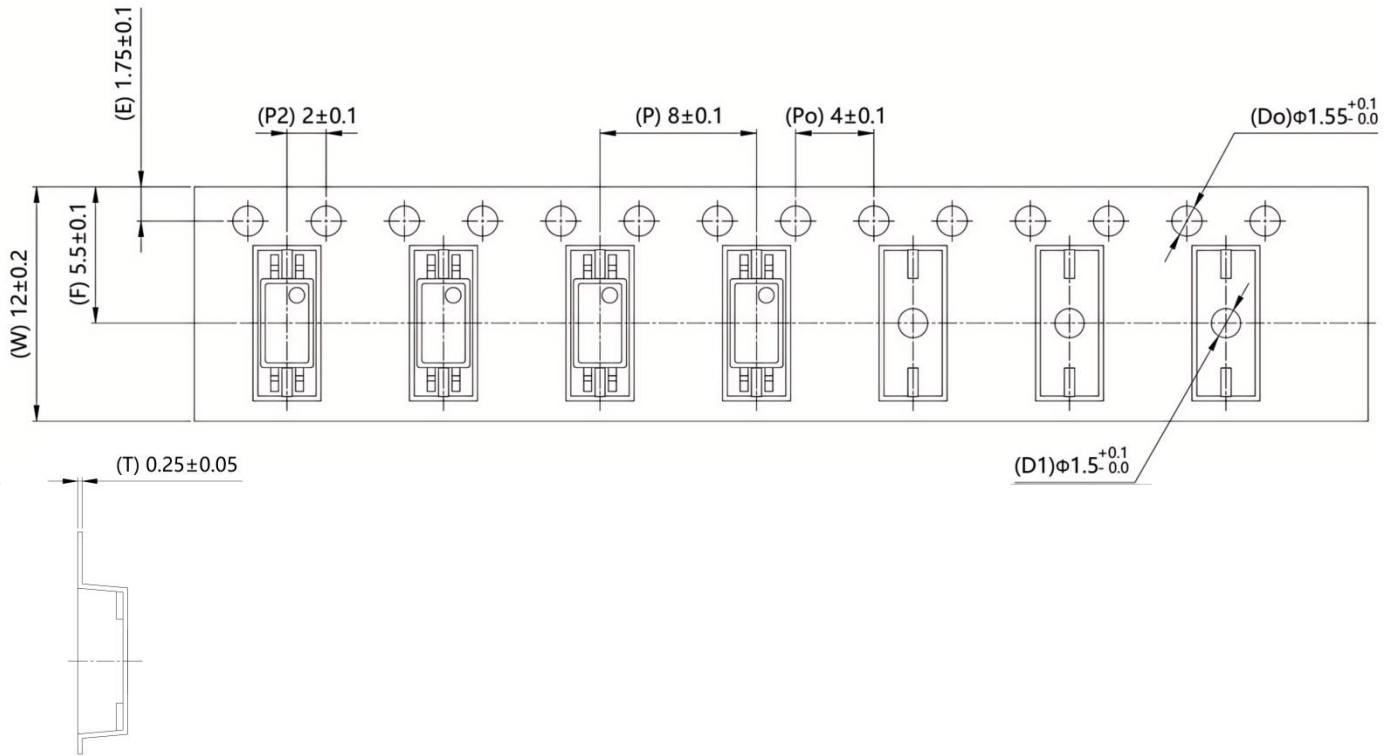 (E) 1.75±0.1
(P2) 2±0.1
(P) 8±0.1
(Po) 4±0.1
(Do)Φ1.55+0.1
- 0.0
(W) 12±0.2
(F) 5.5±0.1
(T) 0.25±0.05
(D1)Φ1.5+0.1
- 0.0